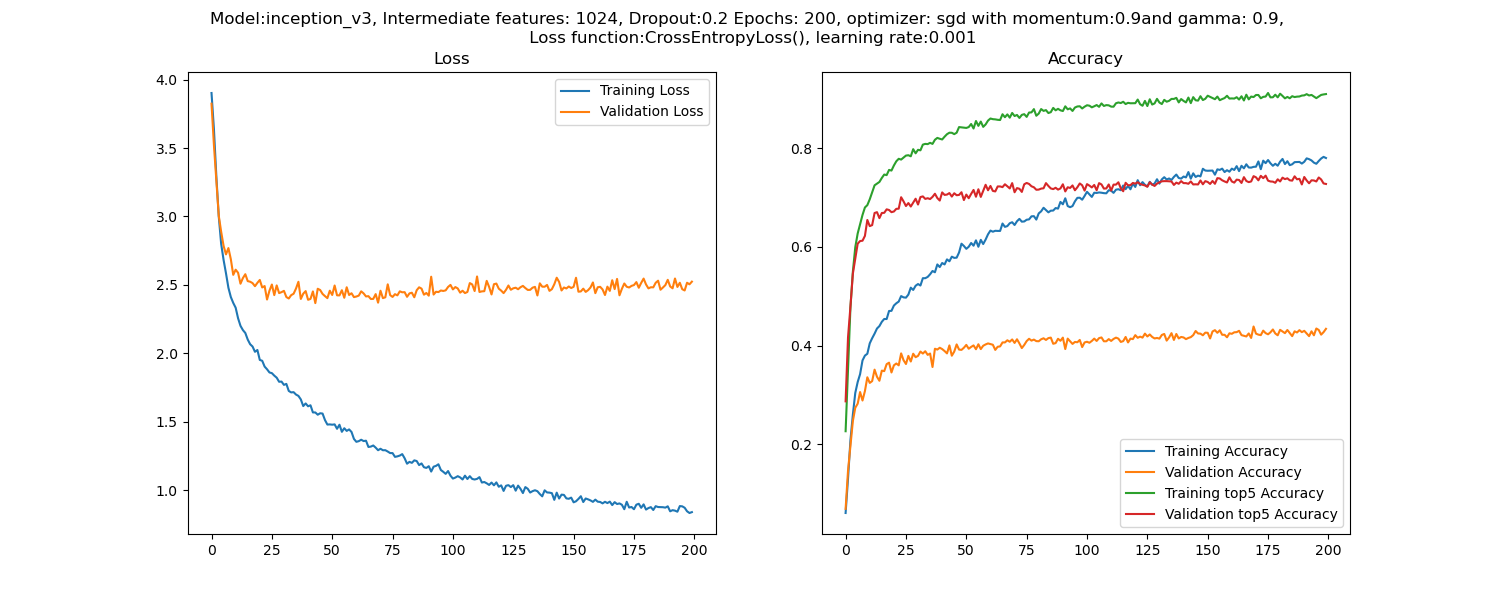 Model:inception_v3, Intermediate features: 1024, Dropout:0.2 Epochs: 200, optimizer: sgd with momentum:0.9and gamma: 0.9,
Loss function:CrossEntropyLoss(), learning rate:0.001
Loss
4.0
3.5
3.0
2.5
2.0
1.5
1.0
0 25 50 75 100 125 150 175 200
Training Loss
Validation Loss
Accuracy
0.8
0.6
0.4
0.2
0 25 50 75 100 125 150 175 200
Training Accuracy
Validation Accuracy
Training top5 Accuracy
Validation top5 Accuracy